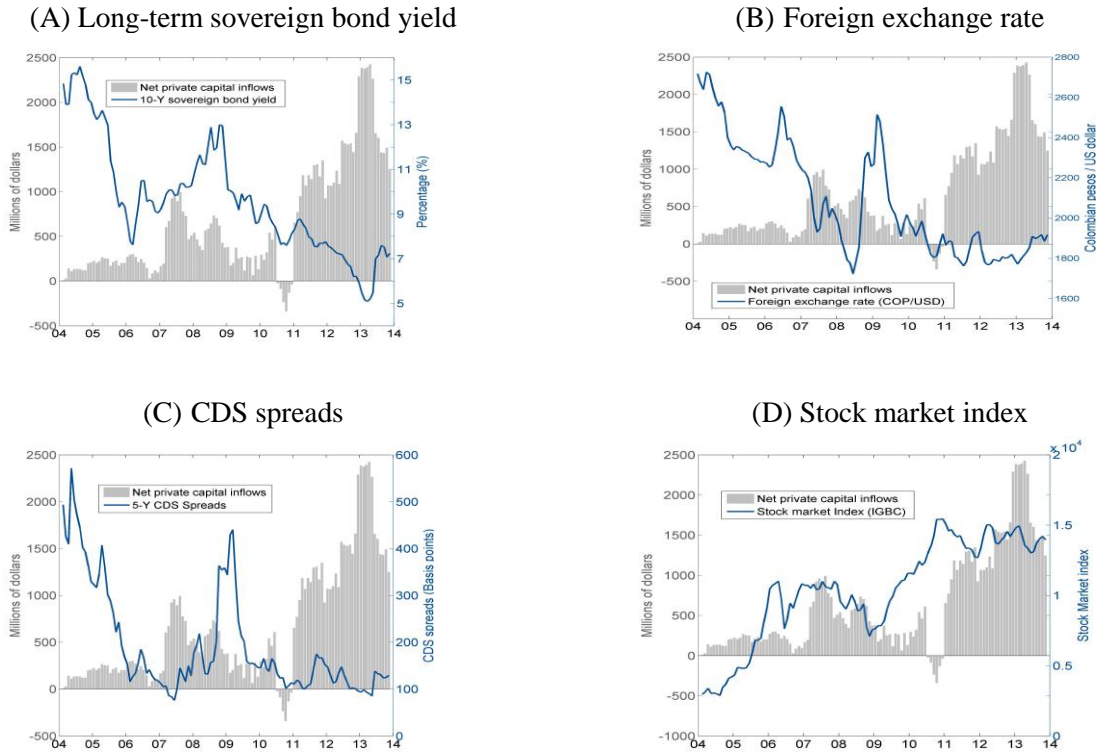 (A) Long-term sovereign bond yield
(B) Foreign exchange rate
2500
2000
1500
1000
500
0
-500
Millions of dollars
Net private capital inflows
10-Y sovereign bond yield
15
13
11
9
7
5
Percentage (%)
04 05 06 07 08 09 10 11 12 13 14
2500
2000
1500
1000
500
0
-500
Millions of dollars
Net private capital inflows
Foreign exchange rate (COP/USD)
2800
2600
2400
2200
2000
1800
1600
Colombian pesos / US dollar
04 05 06 07 08 09 10 11 12 13 14
(C) CDS spreads
(D) Stock market index
2500
2000
1500
1000
500
0
-500
Millions of dollars
Net private capital inflows
5-Y CDS Spreads
600
500
400
300
200
100
0
CDS spreads (Basis points)
04 05 06 07 08 09 10 11 12 13 14
2500
2000
1500
1000
500
0
-500
-1000
Millions of dollars
Net private capital inflows
Stock market Index (IGBC)
x 10⁴
2
1.5
1
0.5
0
Stock Market index
04 05 06 07 08 09 10 11 12 13 14